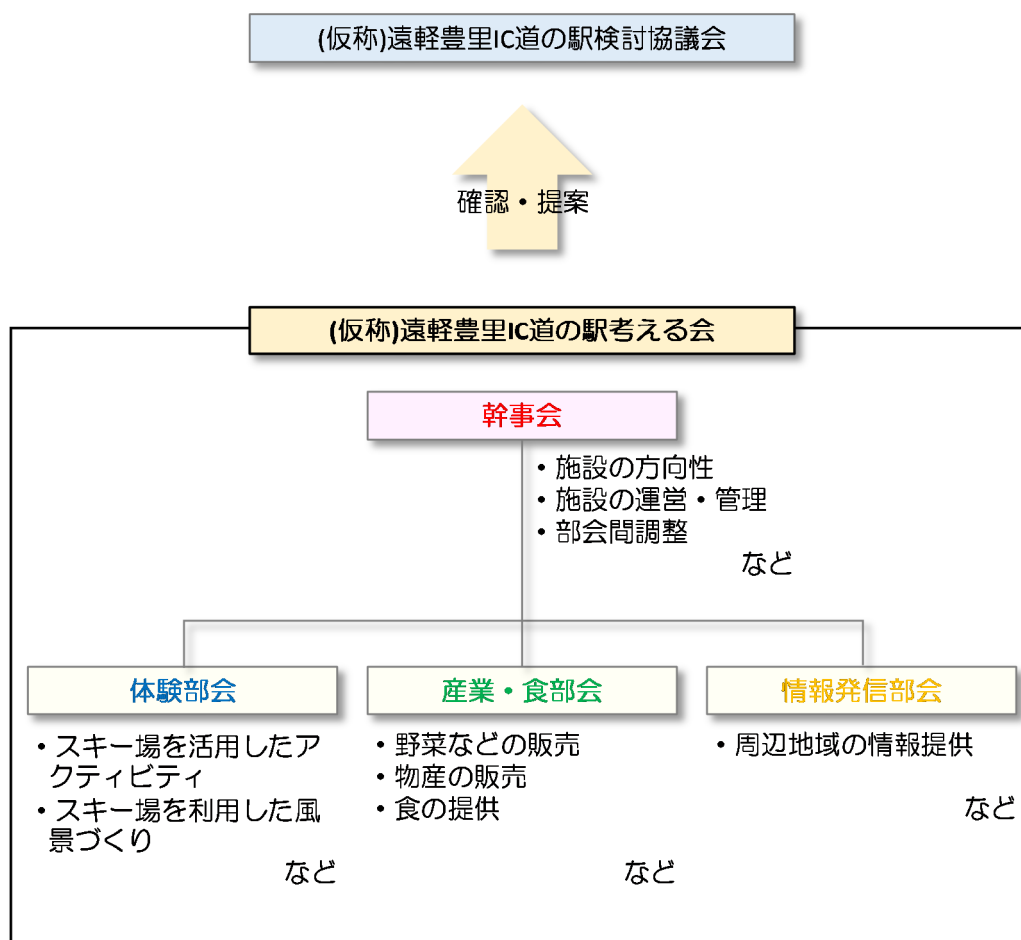 (仮称)遠軽豊里IC道の駅検討協議会
確認・提案
(仮称)遠軽豊里IC道の駅考える会
幹事会
・施設の方向性
・施設の運営・管理
・部会間調整
など
体験部会
・スキー場を活用したア
クティビティ
・スキー場を利用した風
景づくり
など
産業・食部会
・野菜などの販売
・物産の販売
・食の提供
など
情報発信部会
・周辺地域の情報提供
など